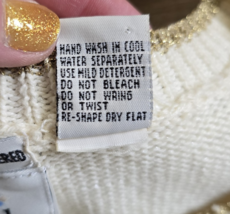 HAND WASH IN COOL
WATER SEPARATELY
USE MILD DETERGENT
DO NOT BLEACH
DO NOT WRING
OR TWIST
RE-SHAPE DRY FLAT